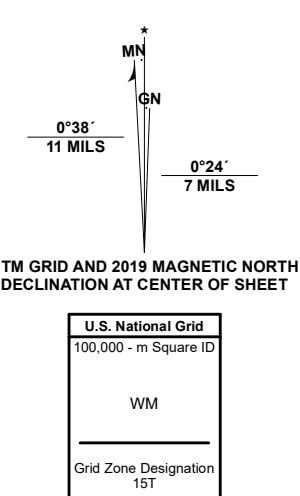 ★
MN
GN
0°38´
11 MILS
0°24´
7 MILS
TM GRID AND 2019 MAGNETIC NORTH
DECLINATION AT CENTER OF SHEET
U.S. National Grid
100,000 - m Square ID
WM
Grid Zone Designation
15T